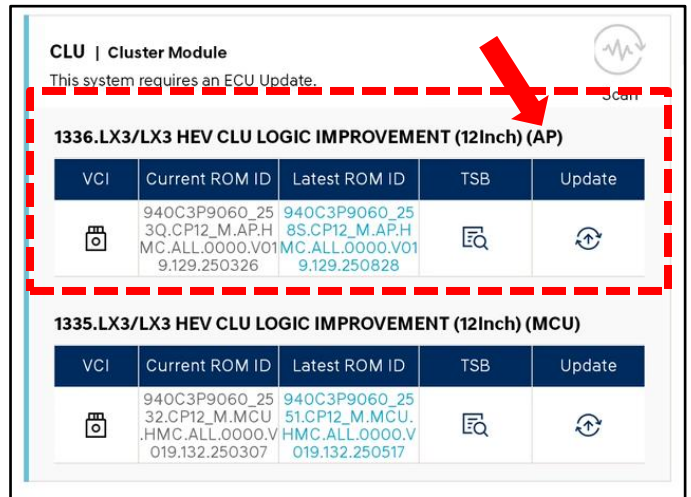 CLU | Cluster Module
This system requires an ECU Update.
Scan
1336.LX3/LX3 HEV CLU LOGIC IMPROVEMENT (12Inch) (AP)
VCI Current ROM ID Latest ROM ID TSB Update
940C3P9060_25 940C3P9060_25
3Q.CP12_M.AP.H 8S.CP12_M.AP.H
MC.ALL.0000.V01 MC.ALL.0000.V01
9.129.250326 9.129.250828
1335.LX3/LX3 HEV CLU LOGIC IMPROVEMENT (12Inch) (MCU)
VCI Current ROM ID Latest ROM ID TSB Update
940C3P9060_25 940C3P9060_25
32.CP12_M.MCU 51.CP12_M.MCU.
.HMC.ALL.0000.V HMC.ALL.0000.V
019.132.250307 019.132.250517